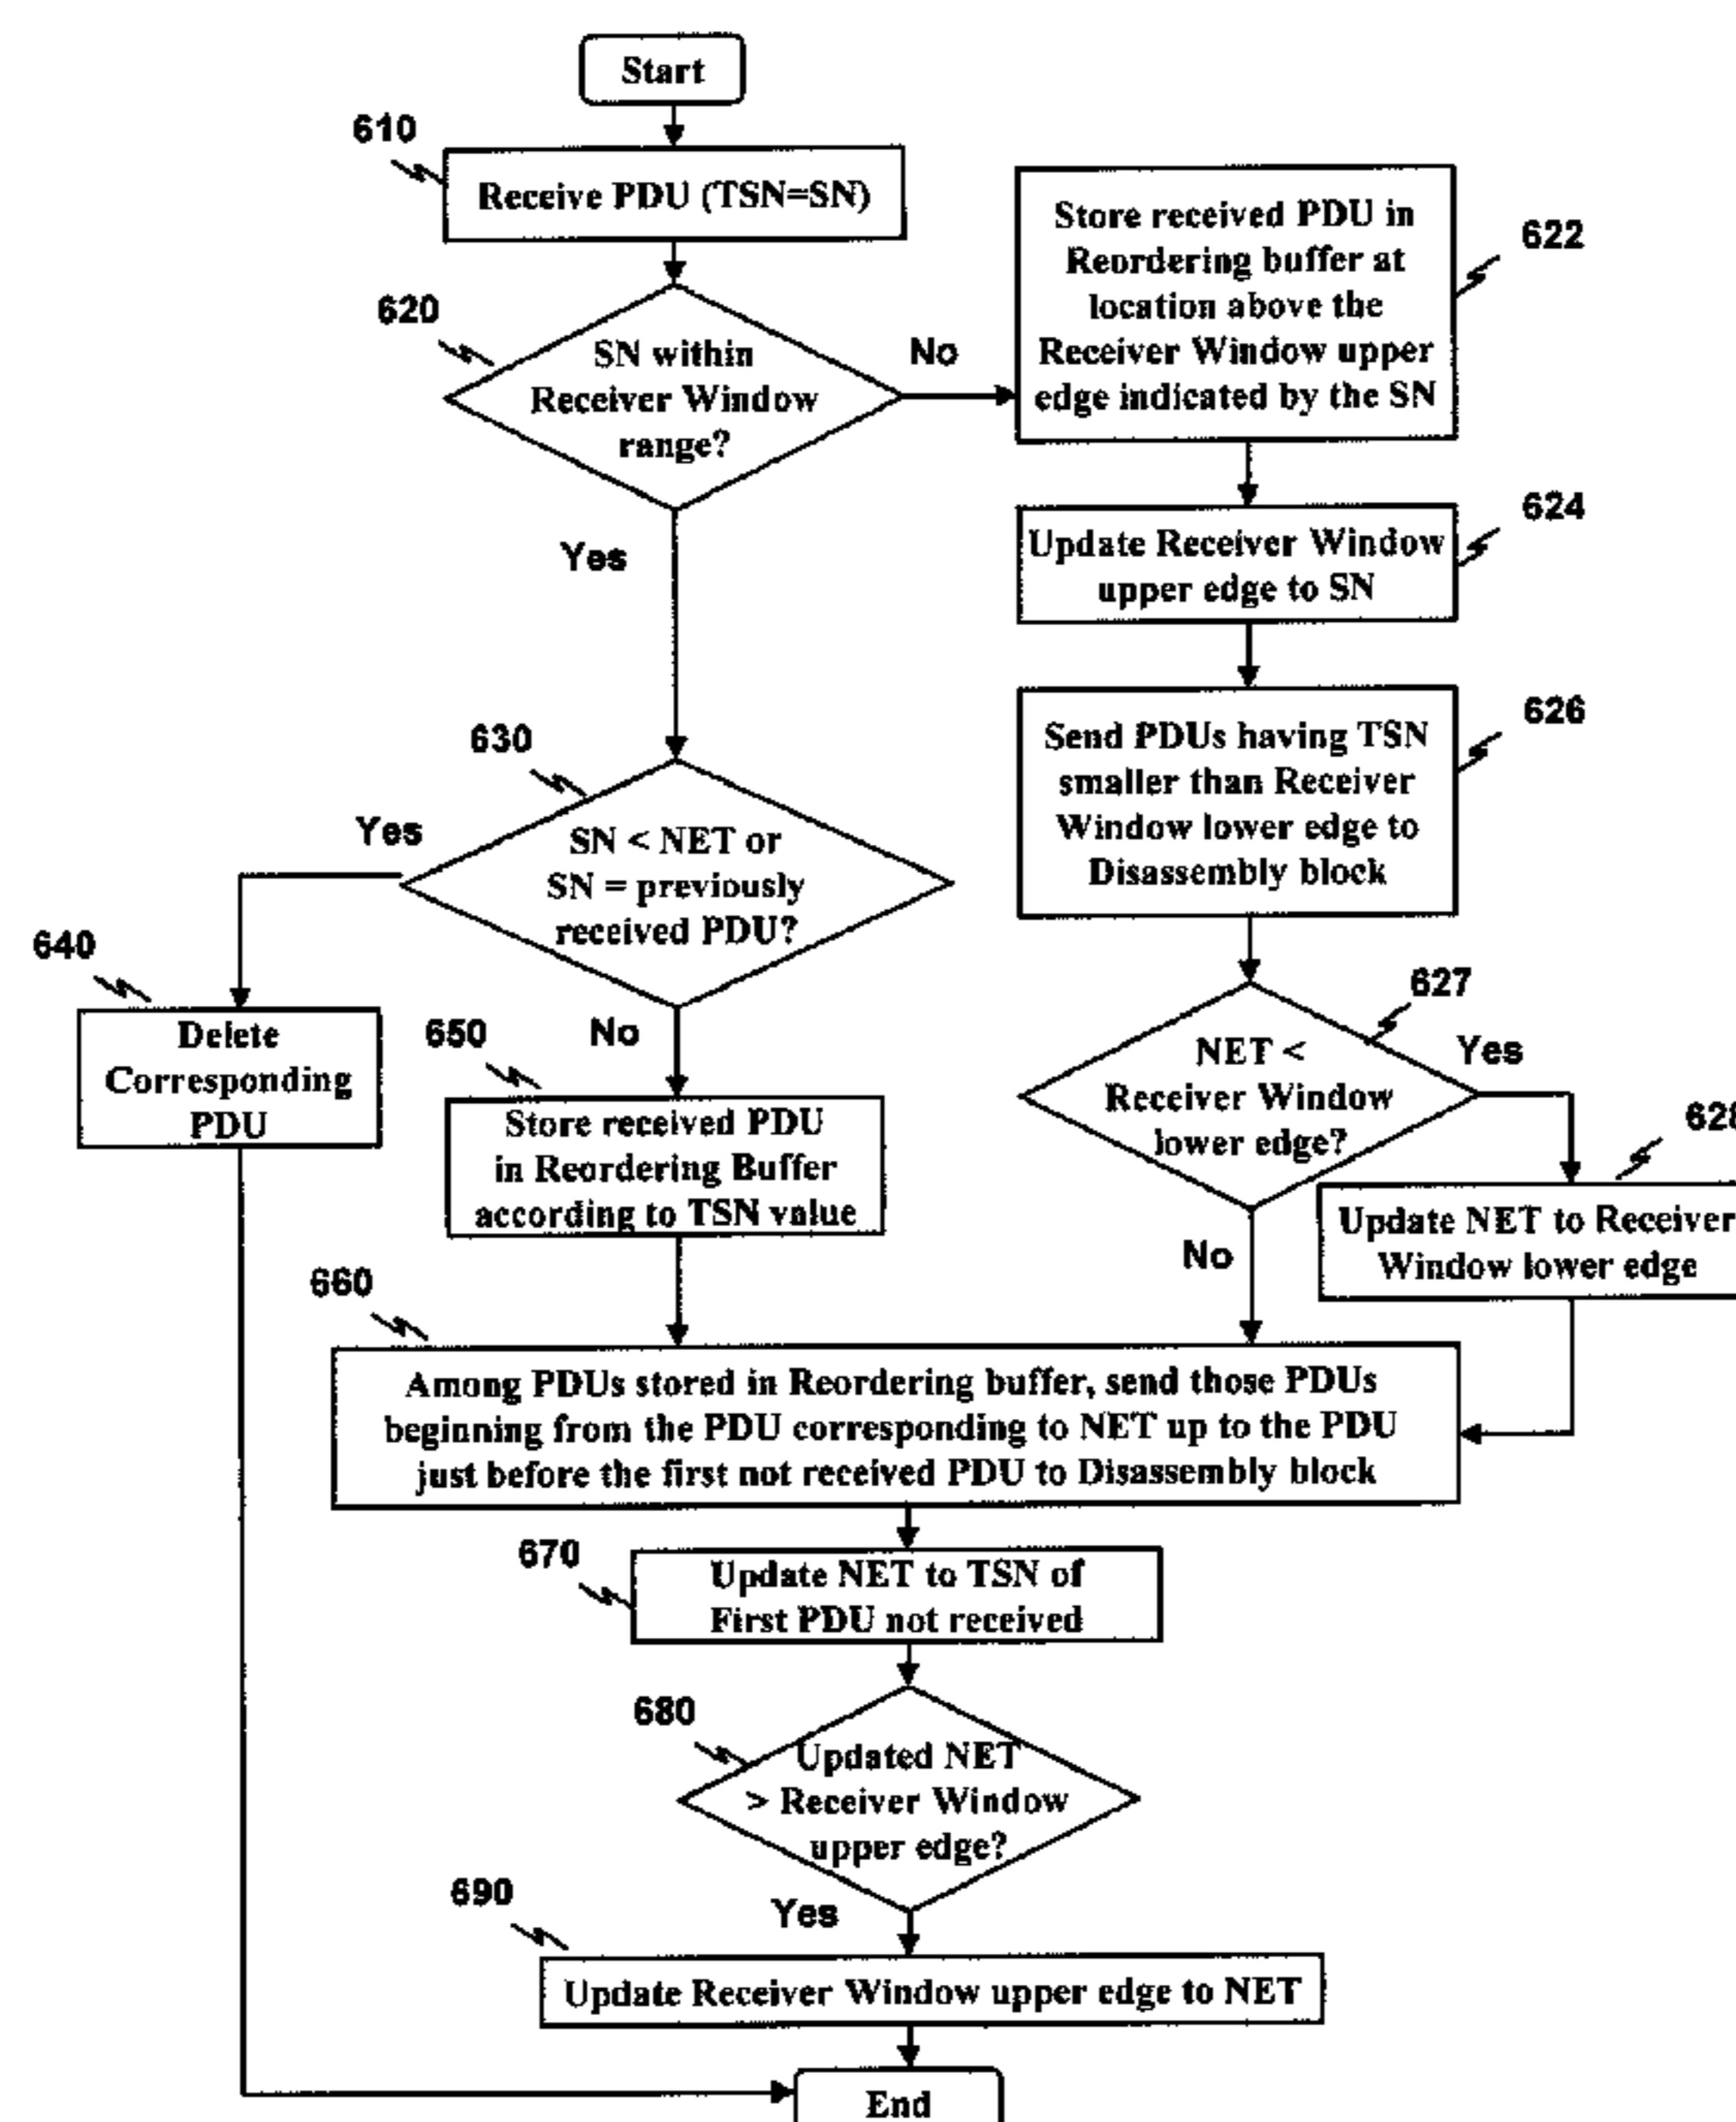 Start
610
Receive PDU (TSN=SN)
620
SN within
Receiver Window
range?
No
Yes
Store received PDU in
Reordering buffer at
location above the
Receiver Window upper
edge indicated by the SN
622
Update Receiver Window
upper edge to SN
624
Send PDUs having TSN
smaller than Receiver
Window lower edge to
Disassembly block
626
630
Yes
SN < NET or
SN = previously
received PDU?
No
640
Delete
Corresponding
PDU
650
Store received PDU
in Reordering Buffer
according to TSN value
627
NET <
Receiver Window
lower edge?
Yes
No
628
Update NET to Receiver
Window lower edge
660
Among PDUs stored in Reordering buffer, send those PDUs
beginning from the PDU corresponding to NET up to the PDU
just before the first not received PDU to Disassembly block
670
Update NET to TSN of
First PDU not received
680
Updated NET
> Receiver Window
upper edge?
Yes
690
Update Receiver Window upper edge to NET
End